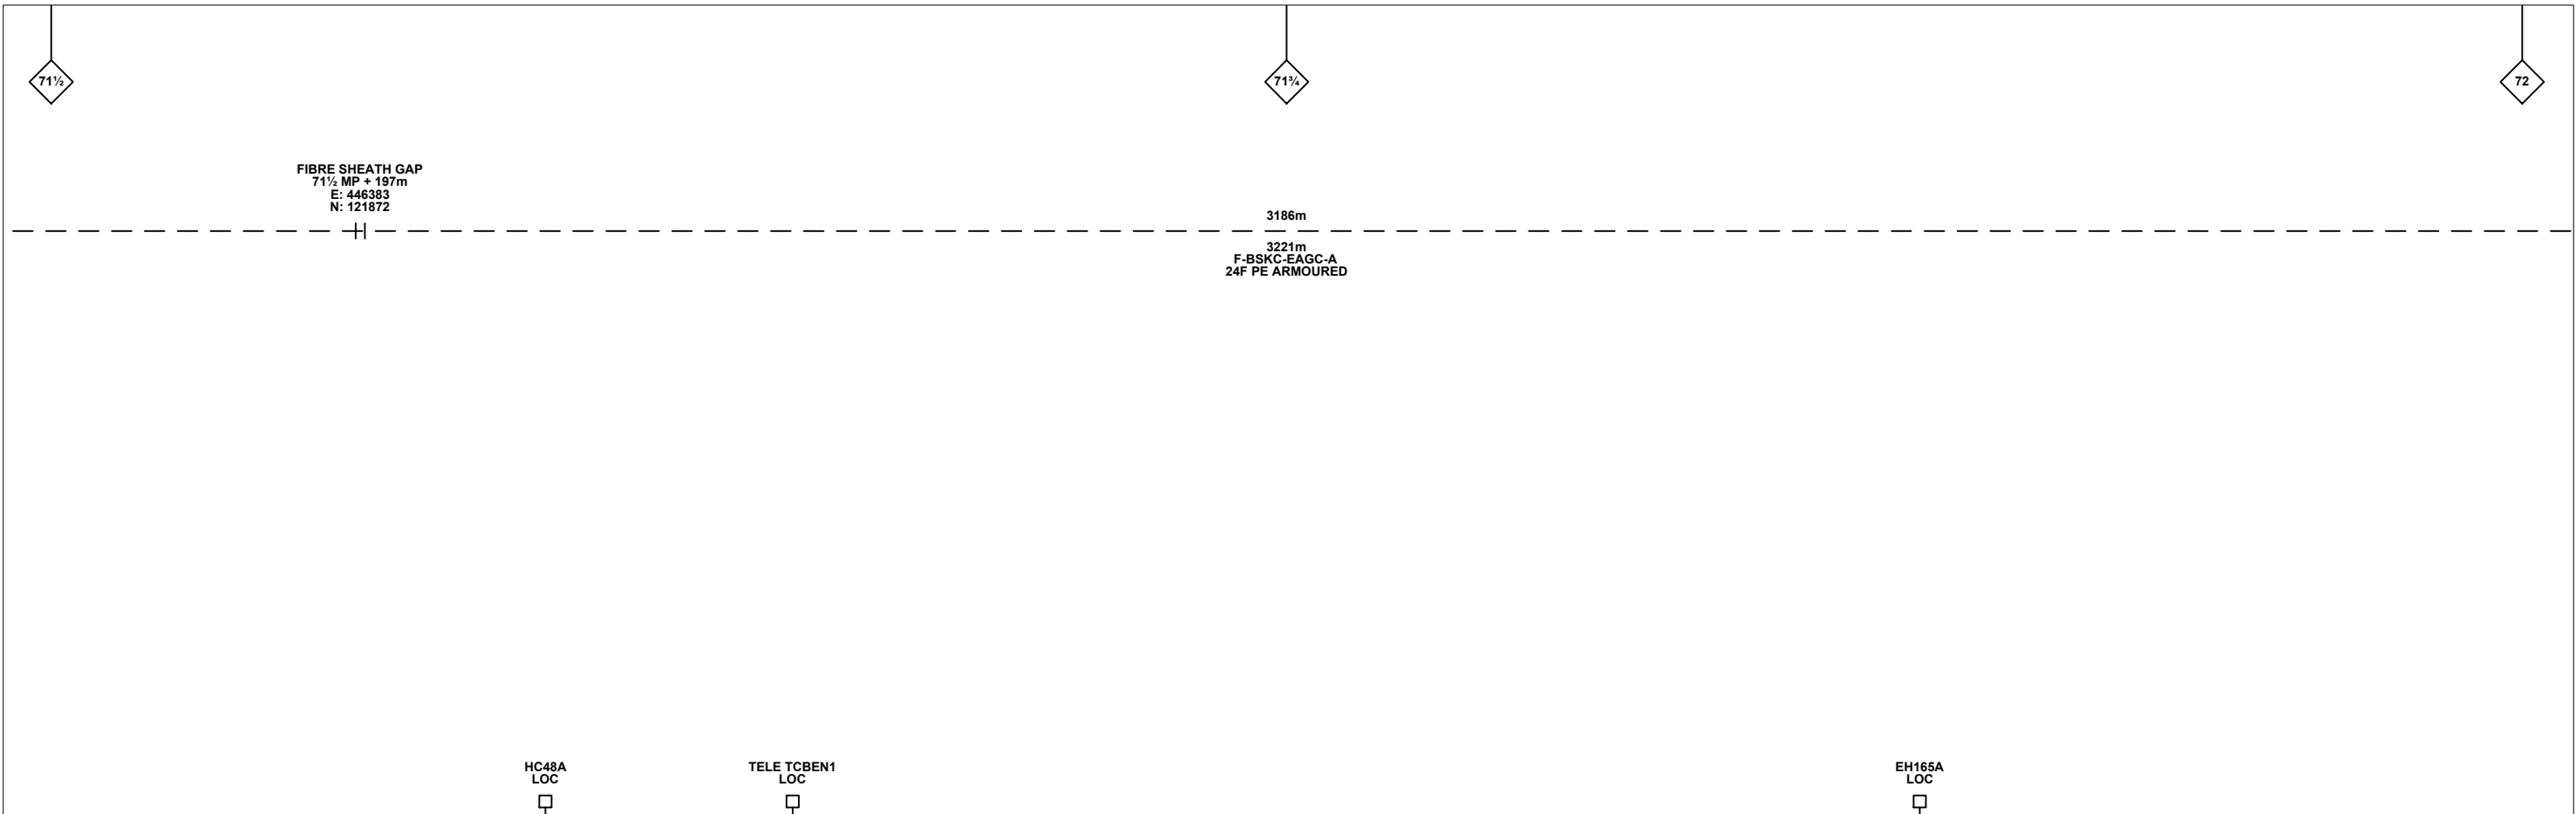 71½
71¾
72
FIBRE SHEATH GAP
71½ MP + 197m
E: 446383
N: 121872
3186m
3221m
F-BSKC-EAGC-A
24F PE ARMOURED
HC48A
LOC
TELE TCBEN1
LOC
EH165A
LOC